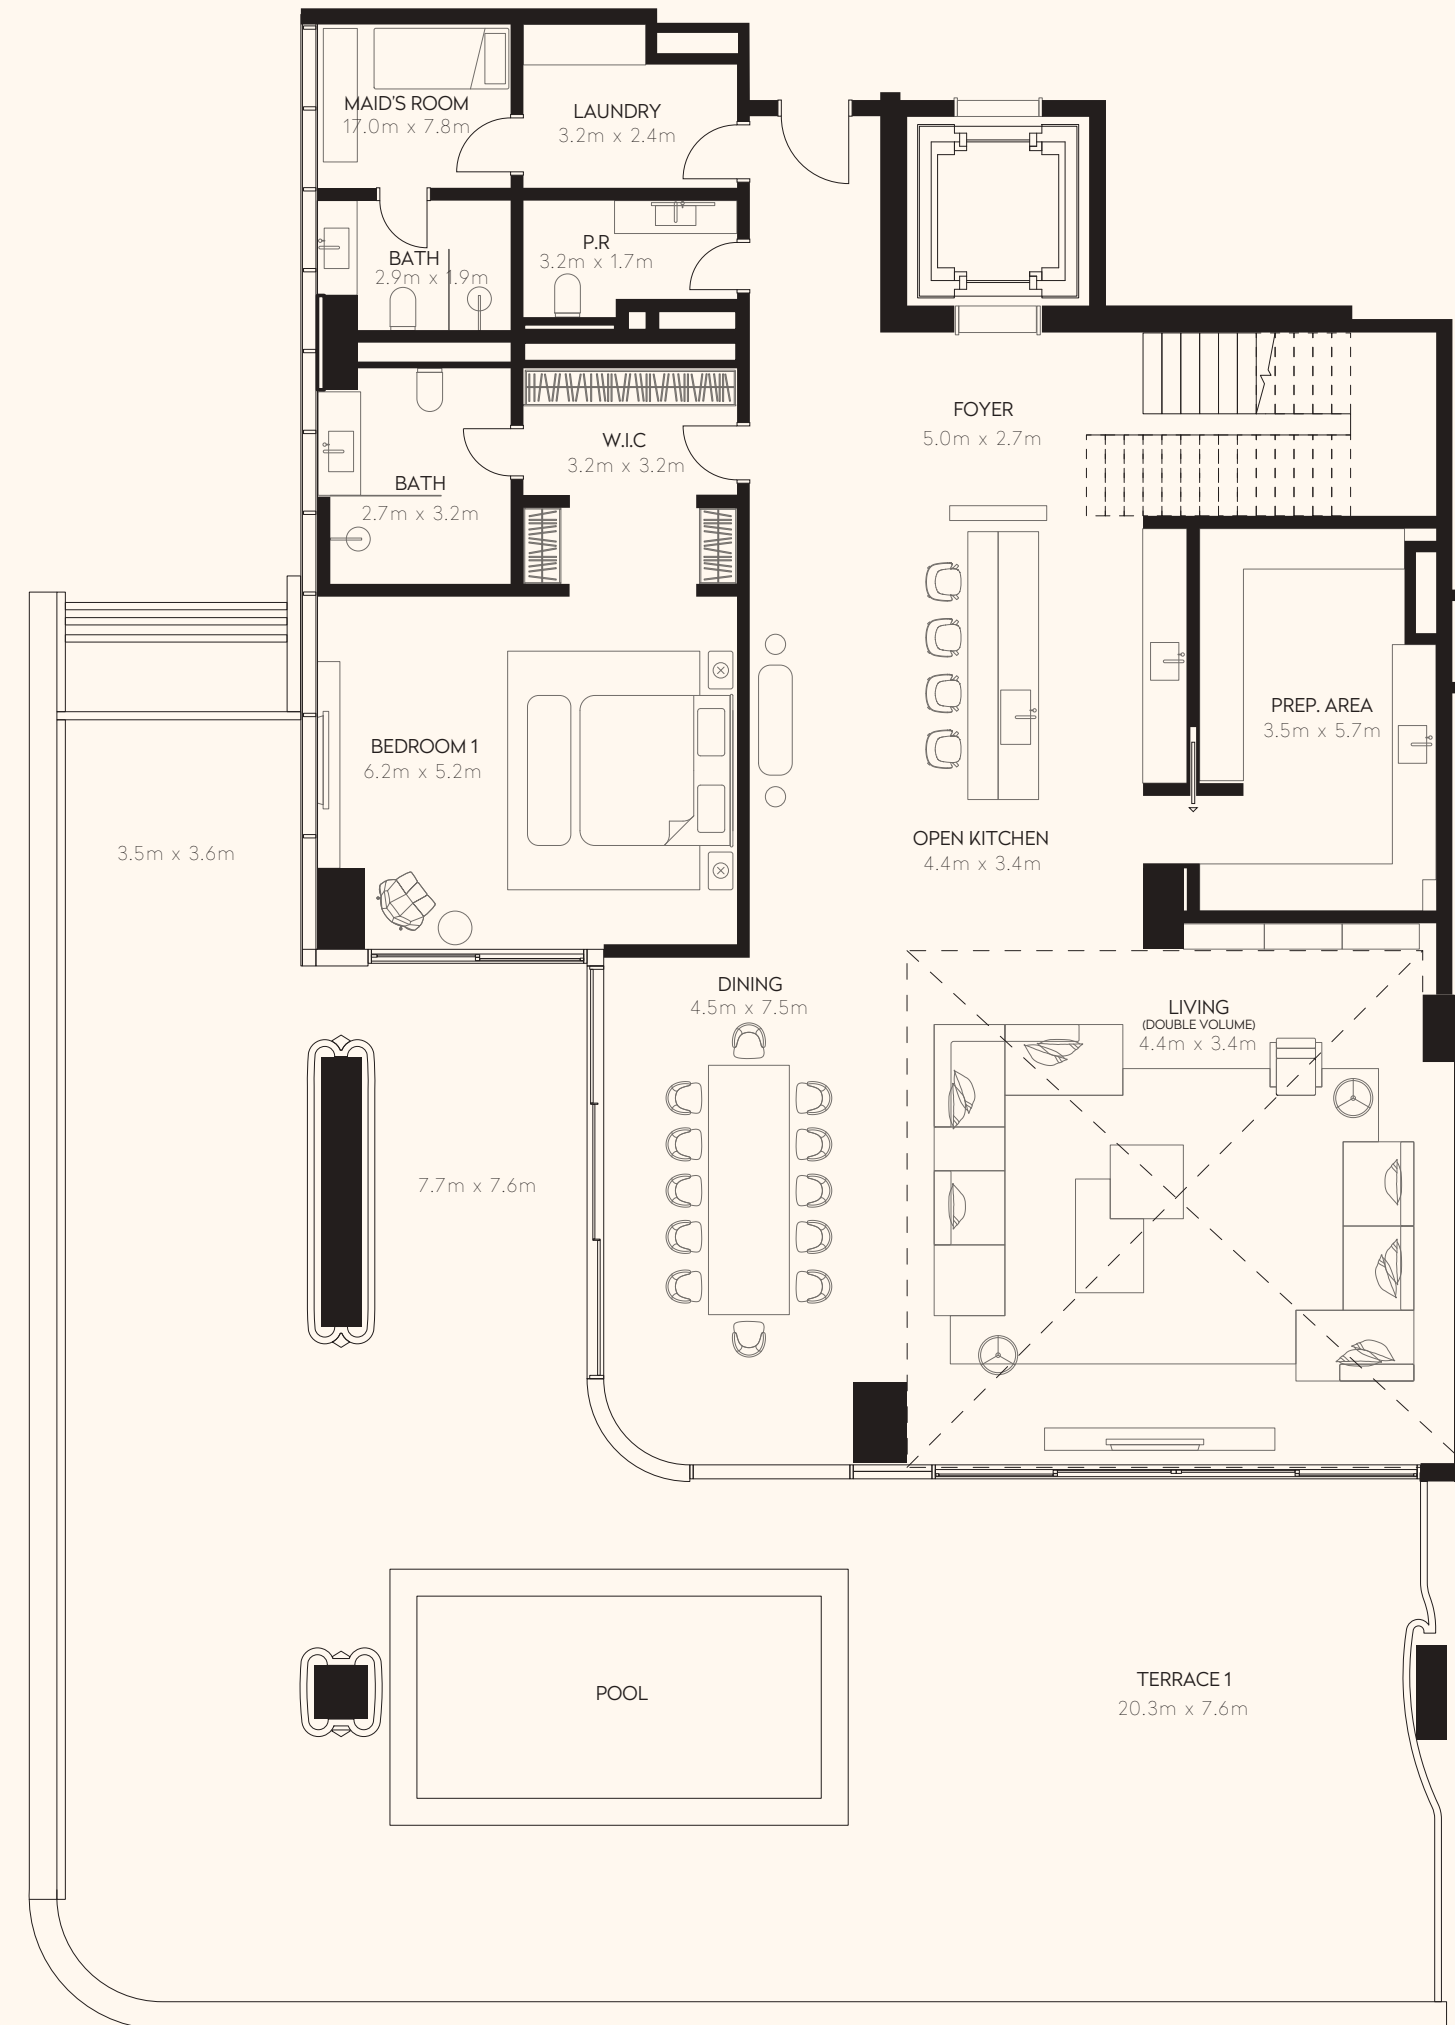 MAID'S ROOM
17.0m x 7.8m
LAUNDRY
3.2m x 2.4m
P.R
3.2m x 1.7m
BATH
2.9m x 1.9m
FOYER
5.0m x 2.7m
W.I.C
3.2m x 3.2m
BATH
2.7m x 3.2m
PREP. AREA
3.5m x 5.7m
BEDROOM 1
6.2m x 5.2m
OPEN KITCHEN
4.4m x 3.4m
3.5m x 3.6m
DINING
4.5m x 7.5m
LIVING
(DOUBLE VOLUME)
4.4m x 3.4m
7.7m x 7.6m
POOL
TERRACE 1
20.3m x 7.6m